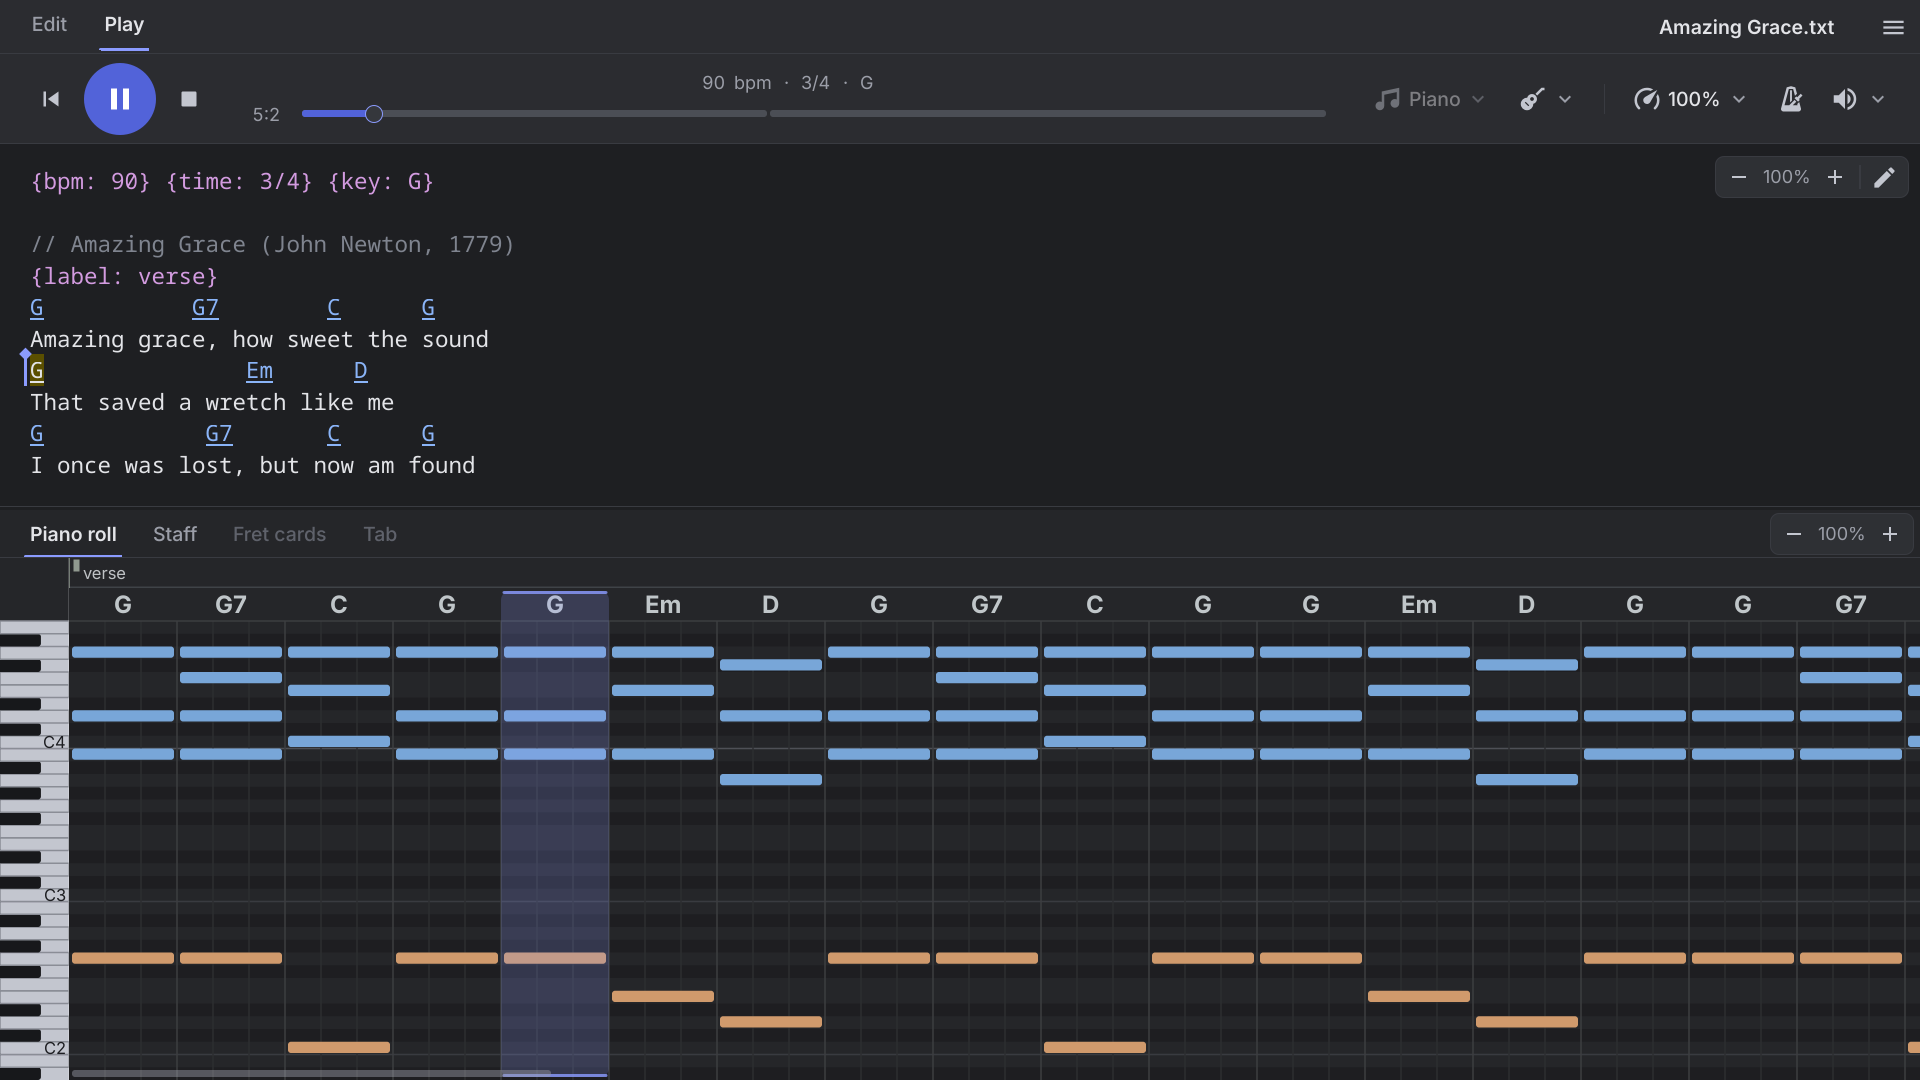 Edit Play Amazing Grace.txt
90 bpm · 3/4 · G
5:2 Piano 100%
{bpm: 90} {time: 3/4} {key: G}
100%
// Amazing Grace (John Newton, 1779)
{label: verse}
G G7 C G
Amazing grace, how sweet the sound
G Em D
That saved a wretch like me
G G7 C G
I once was lost, but now am found
Piano roll Staff Fret cards Tab 100%
verse
G G7 C G G Em D G G7 C G G Em D G G G7
C4
C3
C2